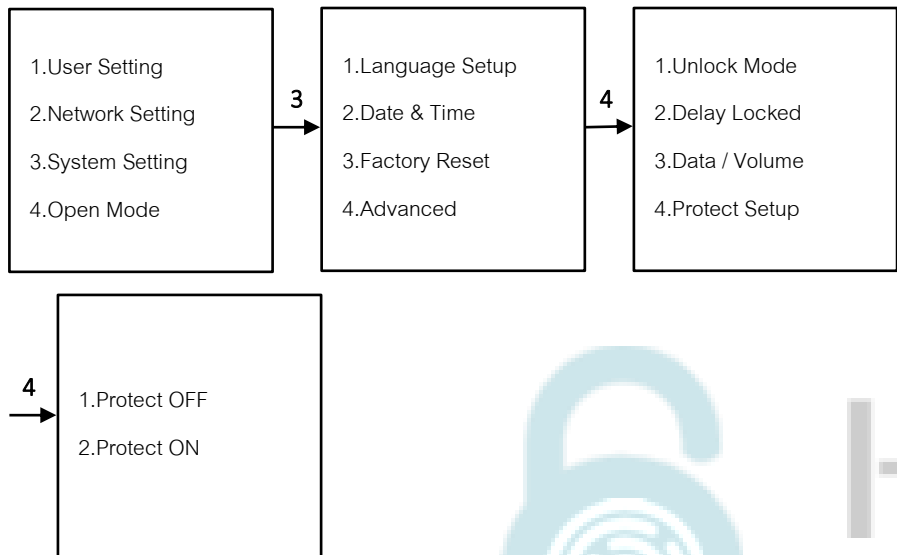 1.User Setting
2.Network Setting
3.System Setting
4.Open Mode
3
1.Language Setup
2.Date & Time
3.Factory Reset
4.Advanced
4
1.Unlock Mode
2.Delay Locked
3.Data / Volume
4.Protect Setup
4
1.Protect OFF
2.Protect ON